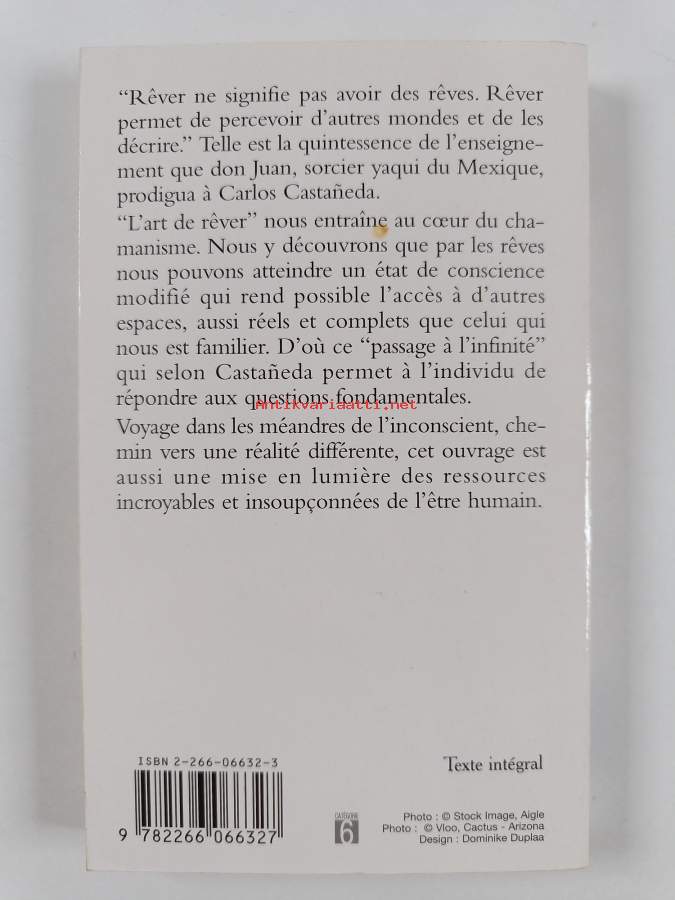 “Rêver ne signifie pas avoir des rêves. Rêver
permet de percevoir d’autres mondes et de les
décrire.” Telle est la quintessence de l’enseigne-
ment que don Juan, sorcier yaqui du Mexique,
prodigua à Carlos Castañeda.
“L’art de rêver” nous entraîne au cœur du cha-
manisme. Nous y découvrons que par les rêves
nous pouvons atteindre un état de conscience
modifié qui rend possible l’accès à d’autres
espaces, aussi réels et complets que celui qui
nous est familier. D’où ce “passage à l’infinité”
qui selon Castañeda permet à l’individu de
répondre aux questions fondamentales.
Antikvariaatti.net
Voyage dans les méandres de l’inconscient, che-
min vers une réalité différente, cet ouvrage est
aussi une mise en lumière des ressources
incroyables et insoupçonnées de l’être humain.
ISBN 2-266-06632-3
9 782266 066327
CATÉGORIE
6
Texte intégral
Photo : © Stock Image, Aigle
Photo : © Vloo, Cactus - Arizona
Design : Dominike Duplaa